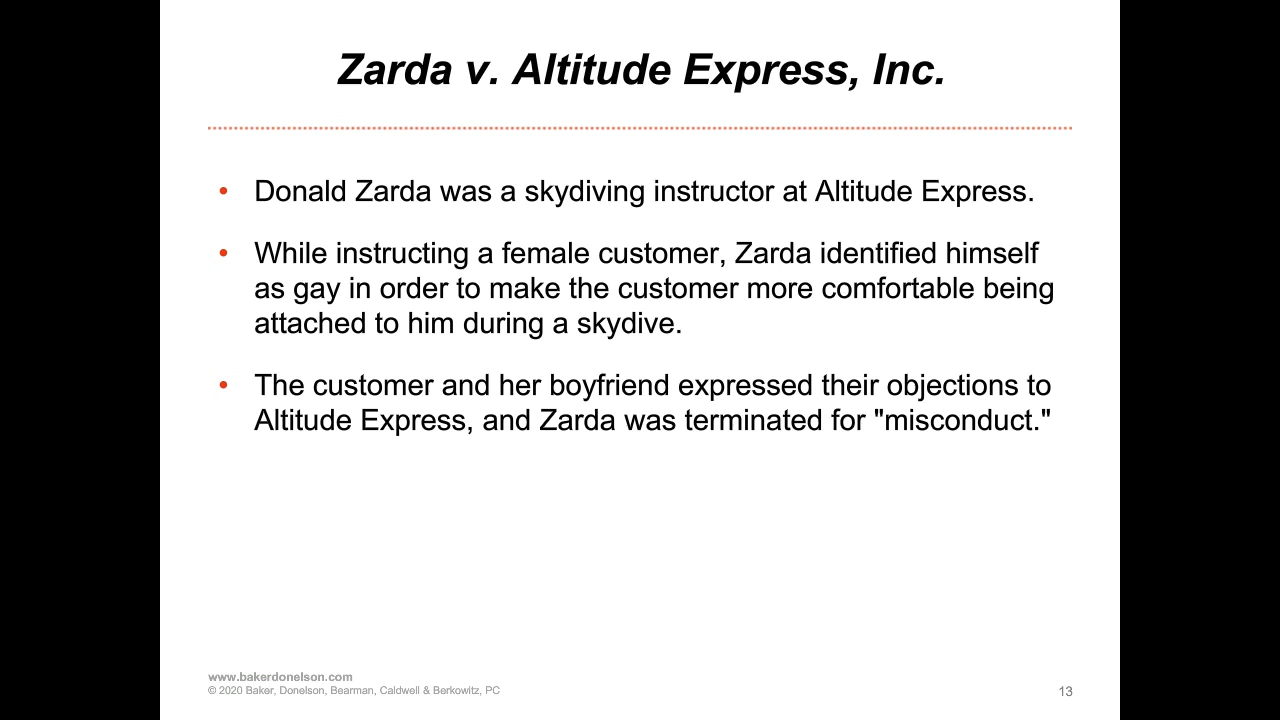 Zarda v. Altitude Express, Inc.
• Donald Zarda was a skydiving instructor at Altitude Express.
• While instructing a female customer, Zarda identified himself
as gay in order to make the customer more comfortable being
attached to him during a skydive.
• The customer and her boyfriend expressed their objections to
Altitude Express, and Zarda was terminated for "misconduct."
www.bakerdonelson.com
© 2020 Baker, Donelson, Bearman, Caldwell & Berkowitz, PC
13